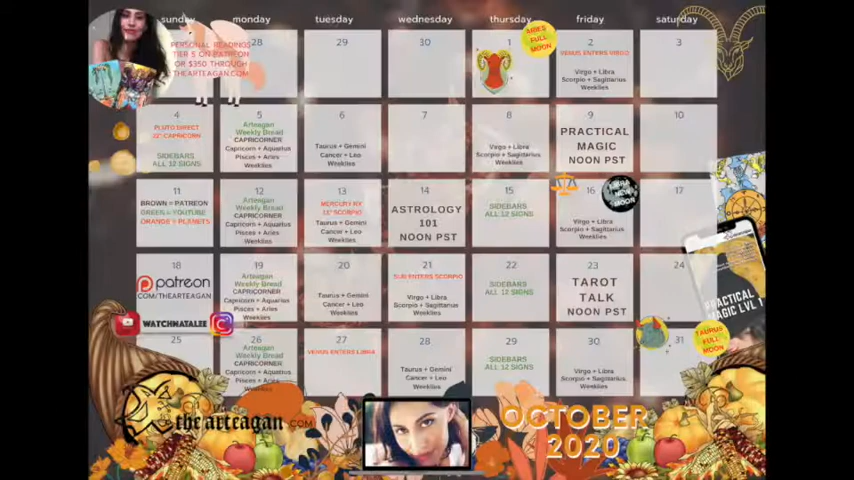 sunday monday tuesday wednesday thursday friday saturday
PERSONAL READINGS
TIER 5 ON PATREON
OR $350 THROUGH
THEARTEAGAN.COM
28 29 30 1 2 3
ARIES
FULL
MOON
VENUS ENTERS VIRGO
Virgo + Libra
Scorpio + Sagittarius
Weeklies
4 5 6 7 8 9 10
PLUTO DIRECT
22° CAPRICORN
SIDEBARS
ALL 12 SIGNS
Arteagan
Weekly Bread
CAPRICORNER
Capricorn + Aquarius
Pisces + Aries
Weeklies
Taurus + Gemini
Cancer + Leo
Weeklies
Virgo + Libra
Scorpio + Sagittarius
Weeklies
PRACTICAL
MAGIC
NOON PST
11 12 13 14 15 16 17
BROWN = PATREON
GREEN = YOUTUBE
ORANGE = PLANETS
Arteagan
Weekly Bread
CAPRICORNER
Capricorn + Aquarius
Pisces + Aries
Weeklies
MERCURY RX
11° SCORPIO
Taurus + Gemini
Cancer + Leo
Weeklies
ASTROLOGY
101
NOON PST
SIDEBARS
ALL 12 SIGNS
LIBRA
NEW
MOON
Virgo + Libra
Scorpio + Sagittarius
Weeklies
18 19 20 21 22 23 24
patreon
COM/THEARTEAGAN
WATCHMATALEE
Arteagan
Weekly Bread
CAPRICORNER
Capricorn + Aquarius
Pisces + Aries
Weeklies
Taurus + Gemini
Cancer + Leo
Weeklies
SUN ENTERS SCORPIO
Virgo + Libra
Scorpio + Sagittarius
Weeklies
SIDEBARS
ALL 12 SIGNS
TAROT
TALK
NOON PST
PRACTICAL
MAGIC LVL 1
25 26 27 28 29 30 31
Arteagan
Weekly Bread
CAPRICORNER
Capricorn + Aquarius
Pisces + Aries
Weeklies
VENUS ENTERS LIBRA
Taurus + Gemini
Cancer + Leo
Weeklies
SIDEBARS
ALL 12 SIGNS
Virgo + Libra
Scorpio + Sagittarius
Weeklies
TAURUS
FULL
MOON
the arteagan.COM
OCTOBER
2020